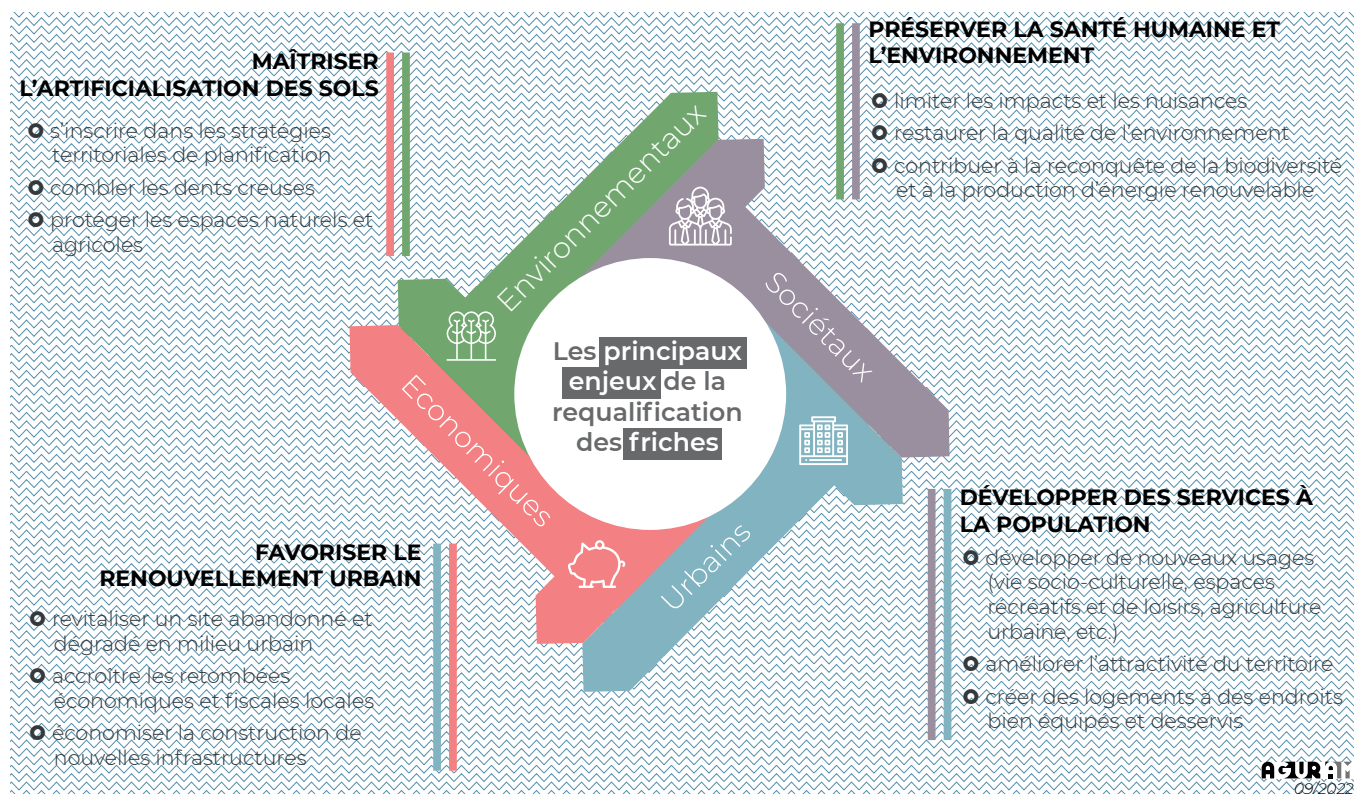 MAÎTRISER
L'ARTIFICIALISATION DES SOLS
s'inscrire dans les stratégies
territoriales de planification
combler les dents creuses
protéger les espaces naturels et
agricoles
PRÉSERVER LA SANTÉ HUMAINE ET
L'ENVIRONNEMENT
limiter les impacts et les nuisances
restaurer la qualité de l'environnement
contribuer à la reconquête de la biodiversité
et à la production d'énergie renouvelable
Environnementaux
Sociétaux
Economiques
Urbains
Les principaux
enjeux de la
requalification
des friches
FAVORISER LE
RENOUVELLEMENT URBAIN
revitaliser un site abandonné et
dégradé en milieu urbain
accroître les retombées
économiques et fiscales locales
économiser la construction de
nouvelles infrastructures
DÉVELOPPER DES SERVICES À
LA POPULATION
développer de nouveaux usages
(vie socio-culturelle, espaces
récréatifs et de loisirs, agriculture
urbaine, etc.)
améliorer l'attractivité du territoire
créer des logements à des endroits
bien équipés et desservis
AGURAM
09/2022